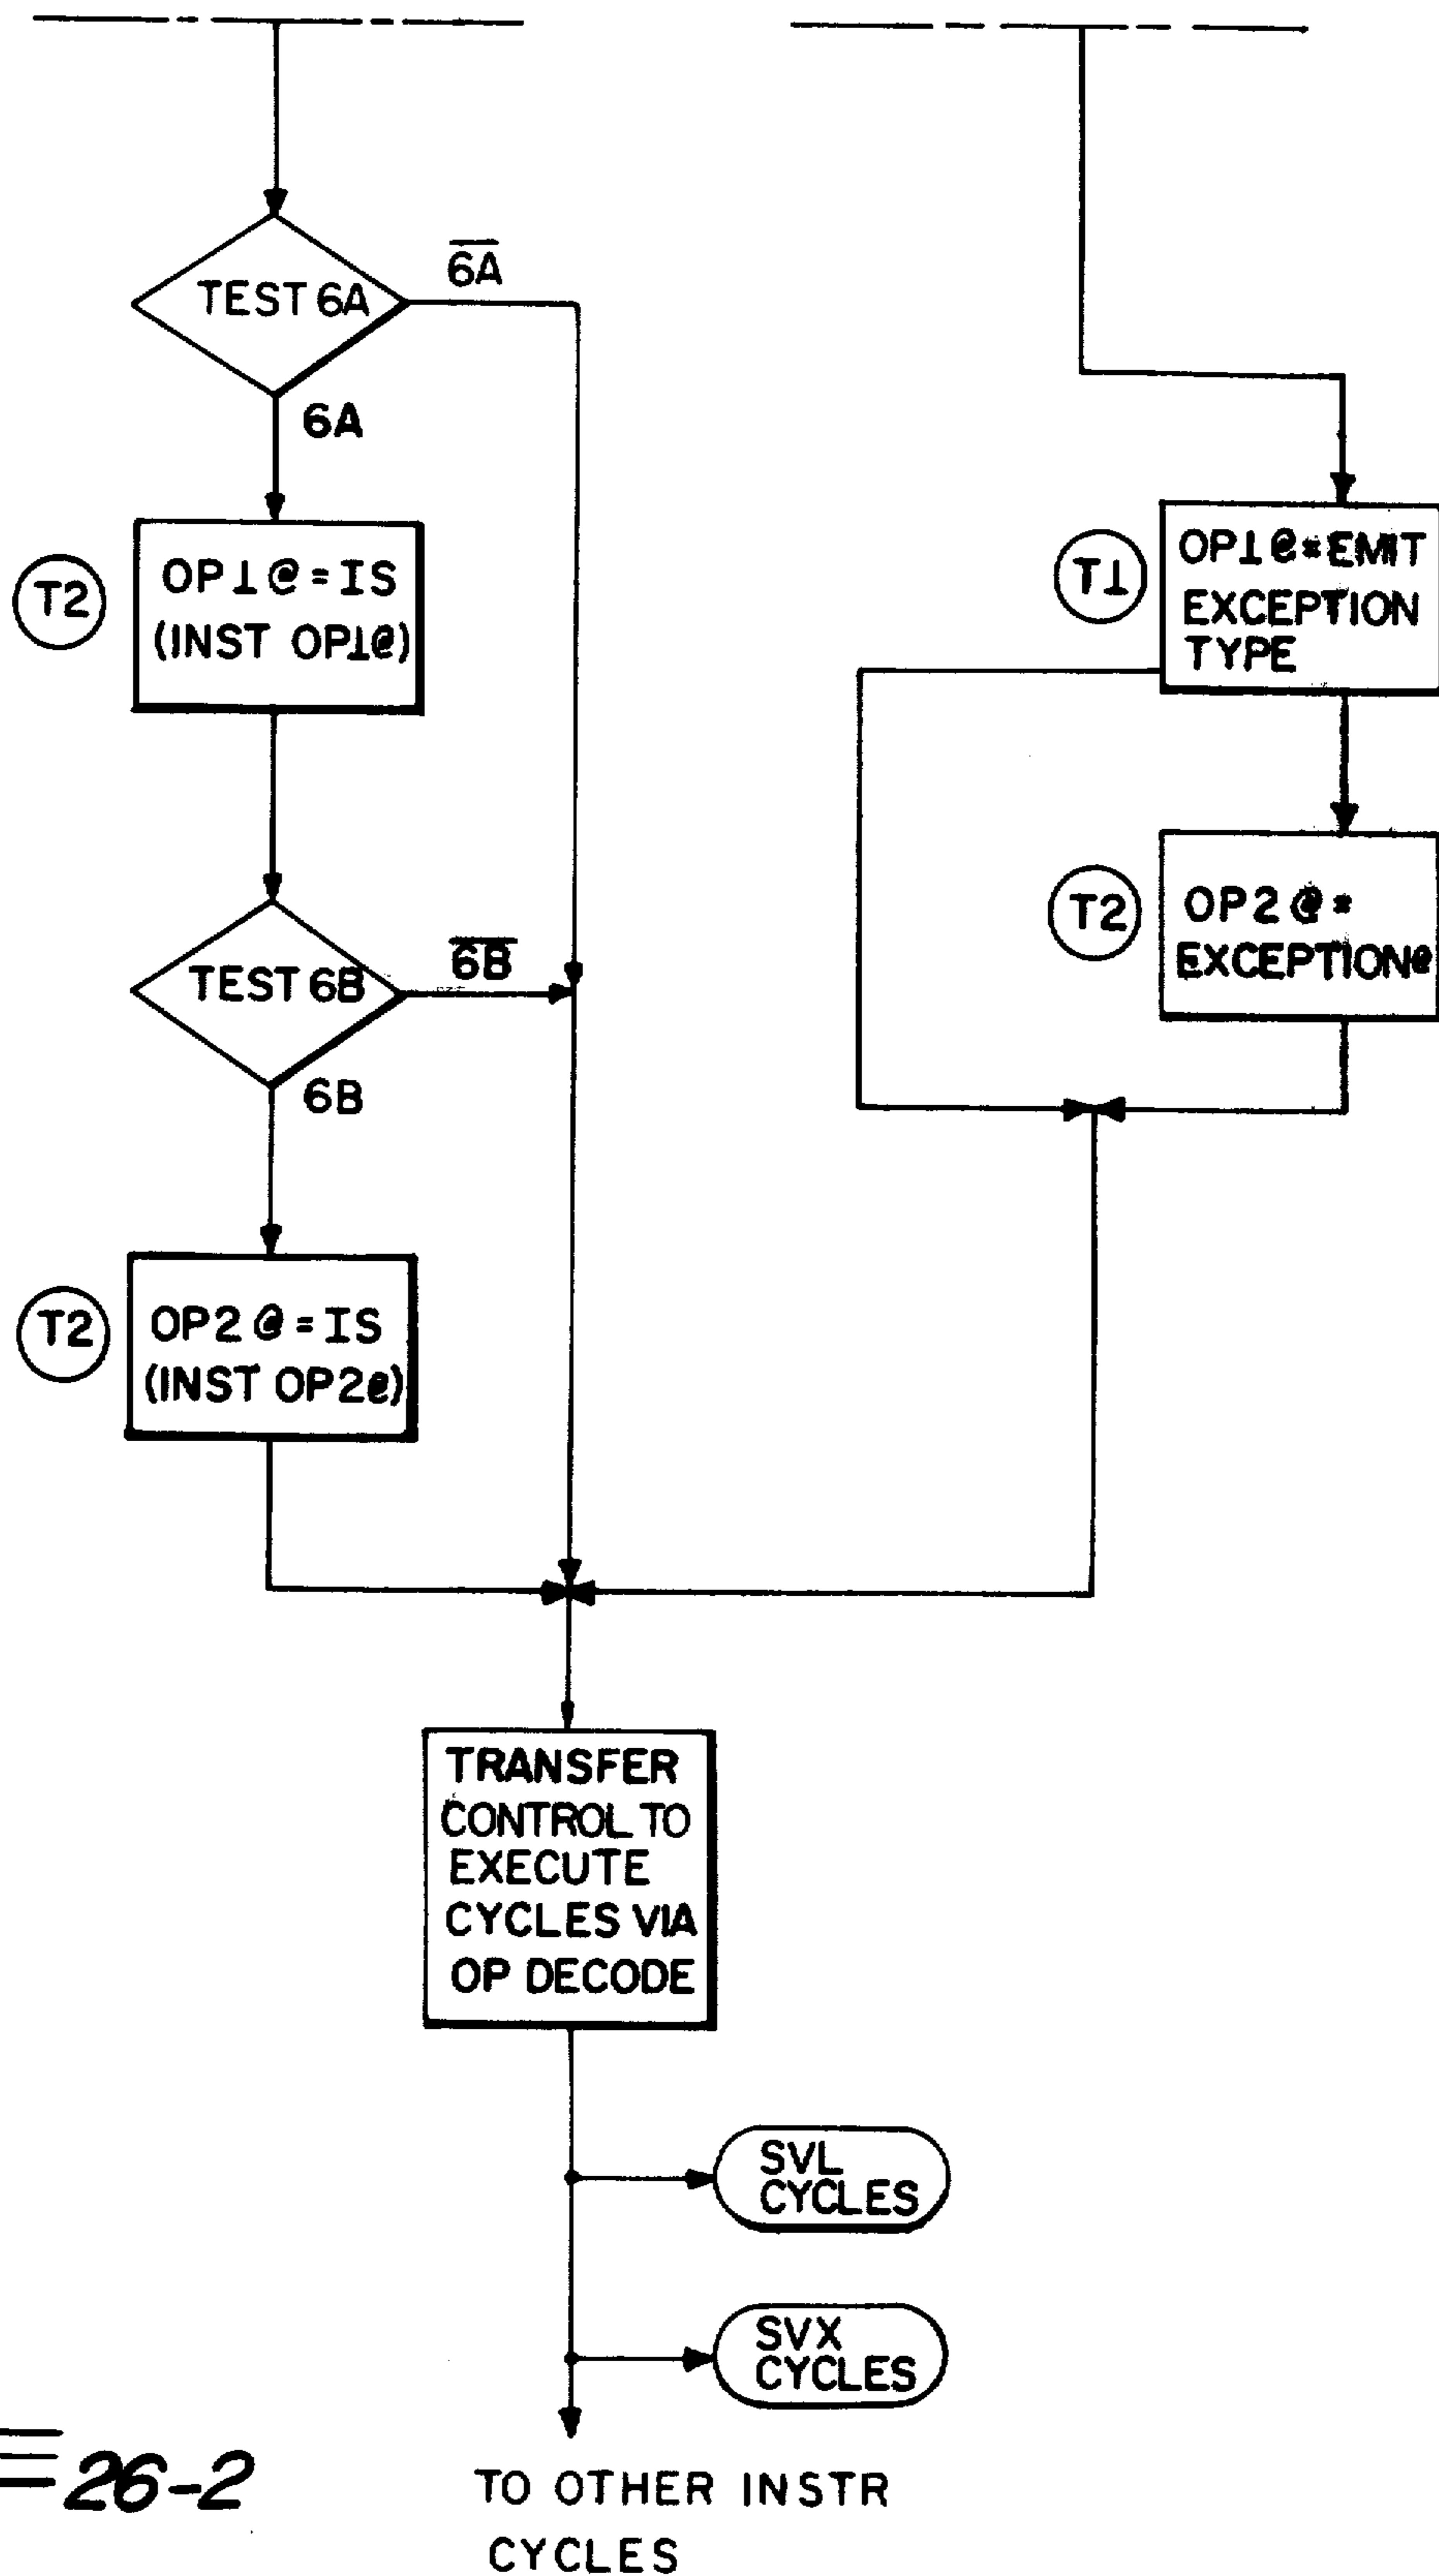 TEST 6A
6A
6A
T2
OP1@=IS
(INST OP1@)
T1
OP1@=EMIT
EXCEPTION
TYPE
TEST 6B
6B
6B
T2
OP2@=
EXCEPTION@
T2
OP2@=IS
(INST OP2@)
TRANSFER
CONTROL TO
EXECUTE
CYCLES VIA
OP DECODE
SVL
CYCLES
SVX
CYCLES
26-2
TO OTHER INSTR
CYCLES